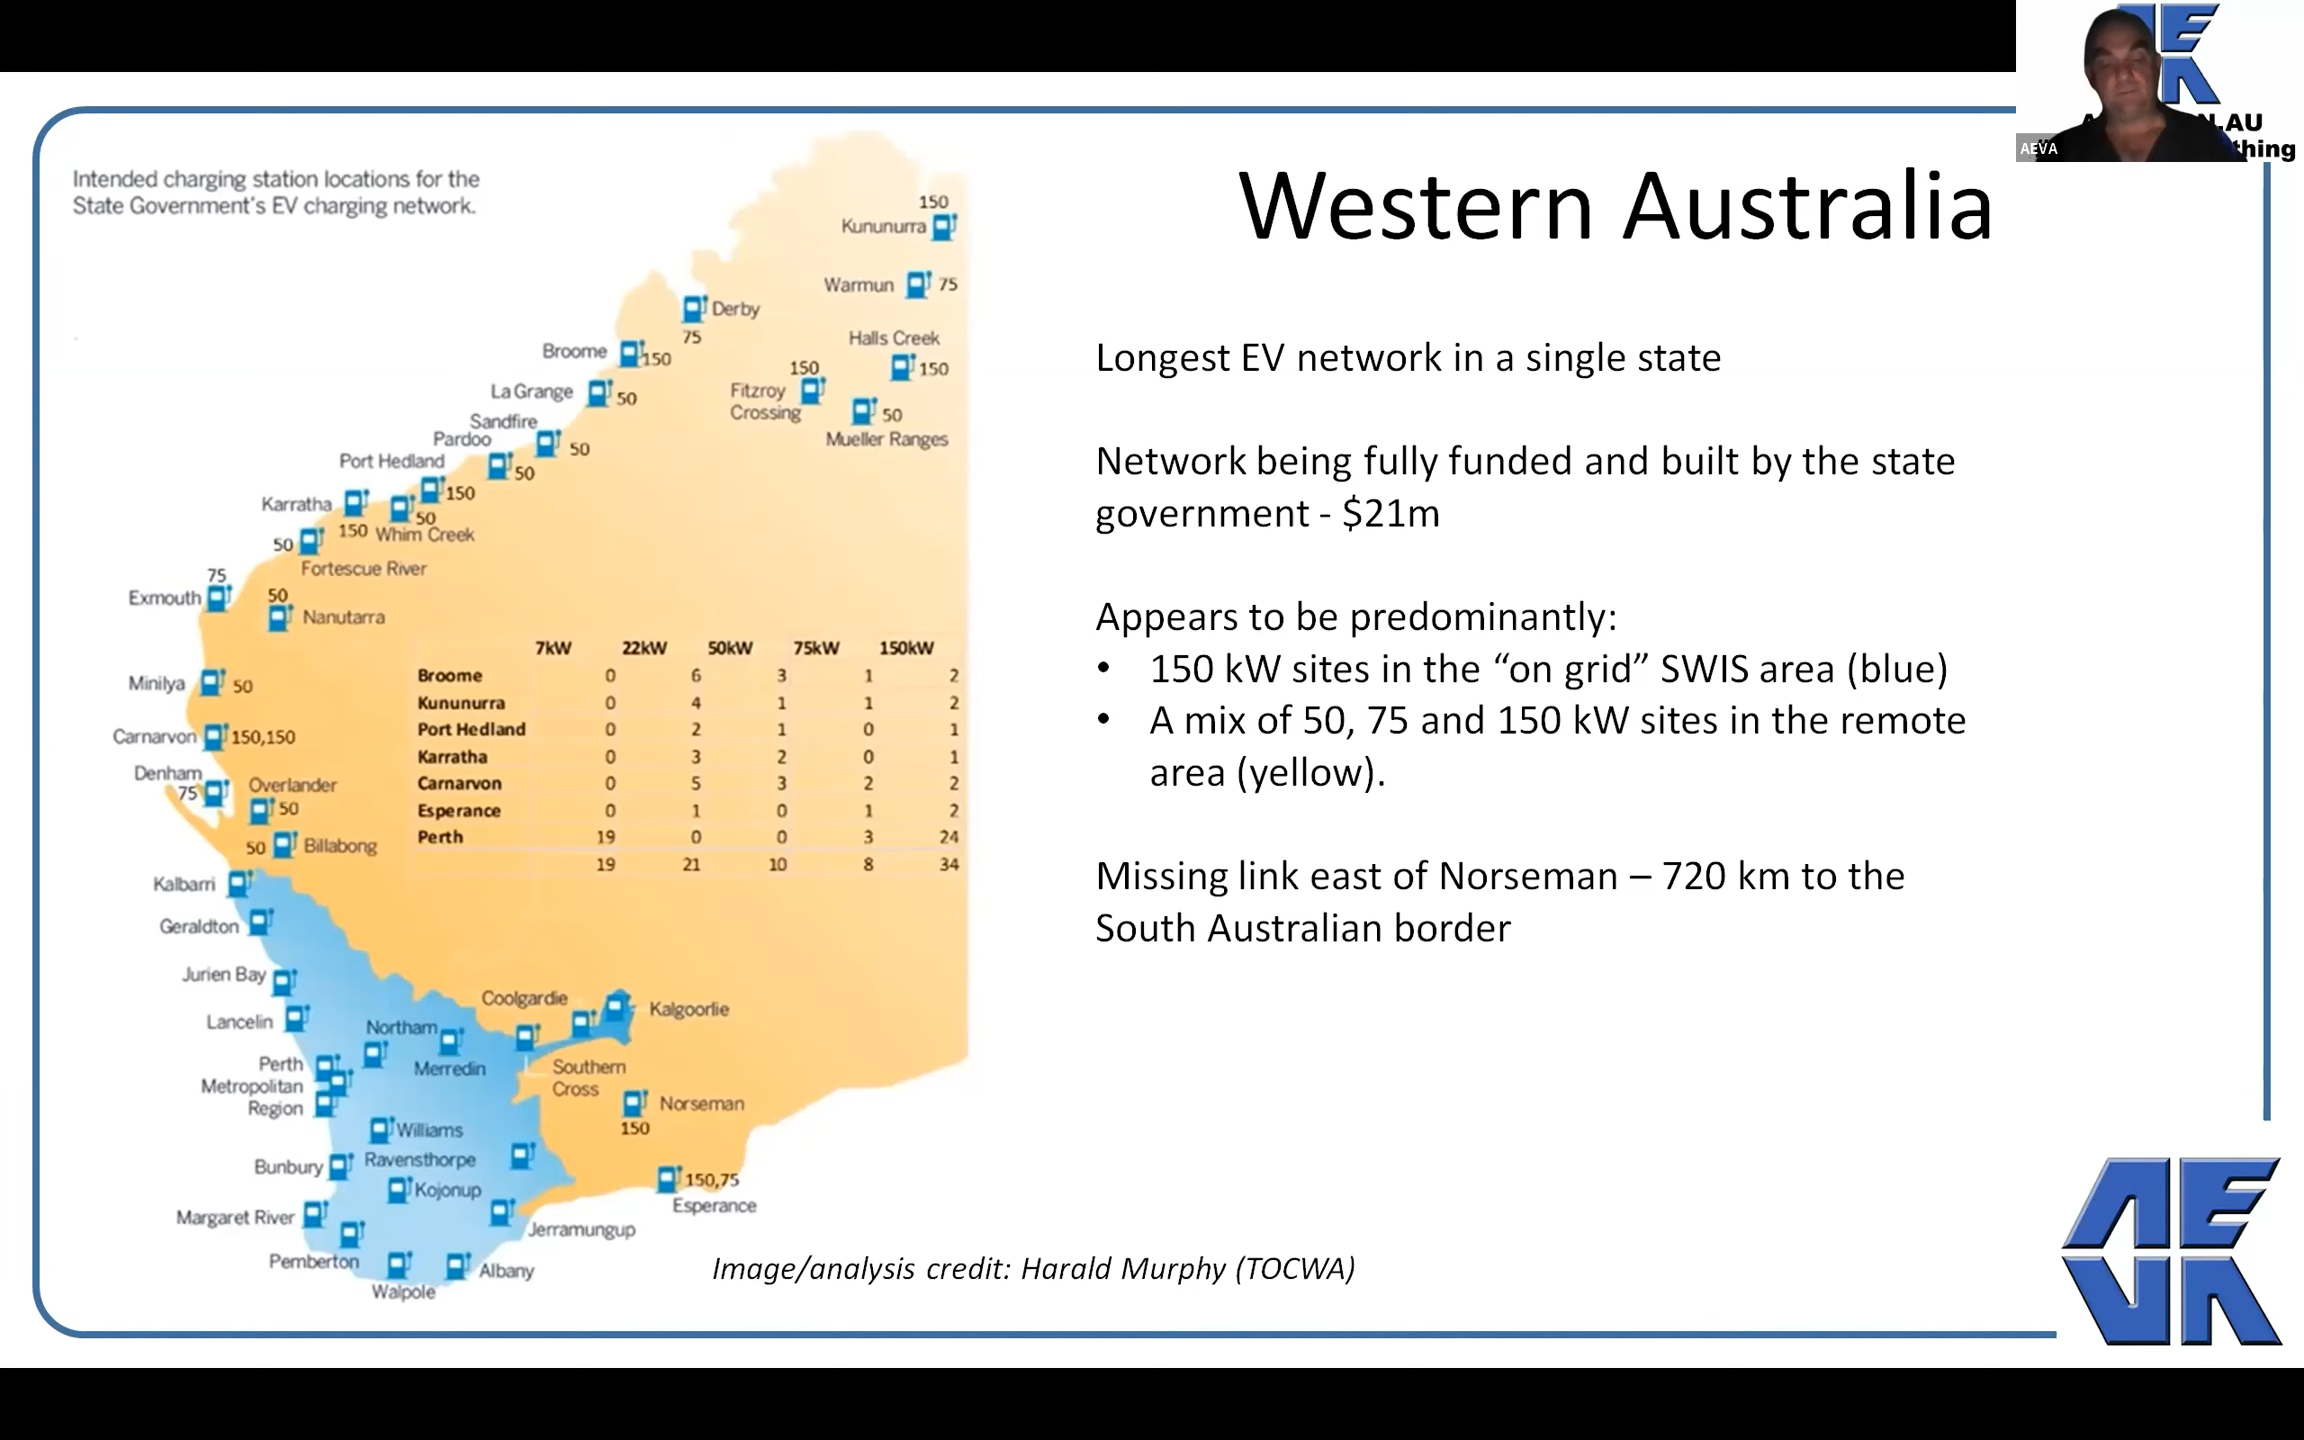 AEVA
N.AU
thing
Western Australia
Intended charging station locations for the
State Government's EV charging network.
150
Kununurra
Warmun 75
Derby
75
Halls Creek
150
Broome 150
150
Fitzroy
Crossing
La Grange 50
50
Mueller Ranges
Sandfire
50
Pardoo
50
Port Hedland
150
Karratha
150
50
Whim Creek
50
Fortescue River
75
Exmouth
50
Nanutarra
Minilya 50
Carnarvon 150,150
Denham
75
Overlander
50
50 Billabong
Kalbarri
Geraldton
Jurien Bay
Lancelin
Coolgardie
Kalgoorlie
Northam
Merredin
Perth
Metropolitan
Region
Southern
Cross
Norseman
150
Williams
Bunbury
Ravensthorpe
Kojonup
150,75
Esperance
Margaret River
Jerramungup
Pemberton
Albany
Walpole
7kW 22kW 50kW 75kW 150kW
Broome 0 6 3 1 2
Kununurra 0 4 1 1 2
Port Hedland 0 2 1 0 1
Karratha 0 3 2 0 1
Carnarvon 0 5 3 2 2
Esperance 0 1 0 1 2
Perth 19 0 0 3 24
19 21 10 8 34
Longest EV network in a single state
Network being fully funded and built by the state
government - $21m
Appears to be predominantly:
• 150 kW sites in the “on grid” SWIS area (blue)
• A mix of 50, 75 and 150 kW sites in the remote
area (yellow).
Missing link east of Norseman – 720 km to the
South Australian border
Image/analysis credit: Harald Murphy (TOCWA)
AEVA